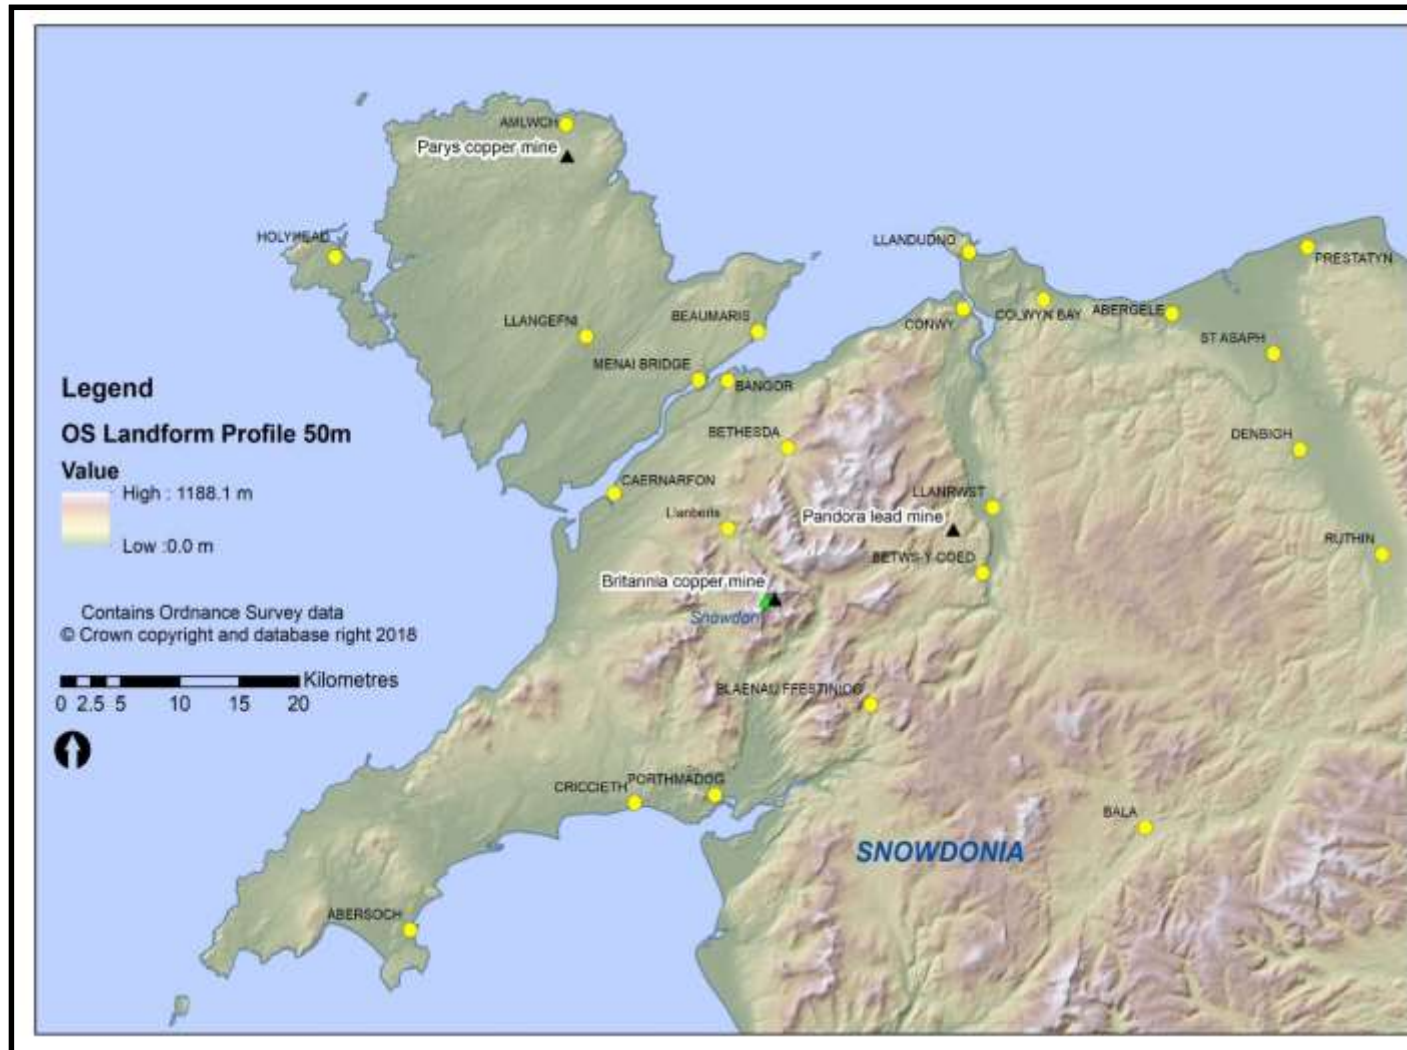 AMLWCH
Parys copper mine
HOLYHEAD
LLANDUDNO
PRESTATYN
LLANGEFNI
BEAUMARIS
CONWY
COLWYN BAY
ABERGELE
ST ASAPH
MENAI BRIDGE
BANGOR
Legend
OS Landform Profile 50m
Value
High : 1188.1 m
Low :0.0 m
BETHESDA
DENBIGH
CAERNARFON
LLANRWST
Llanberis
Pandora lead mine
RUTHIN
BETWS-Y-COED
Britannia copper mine
Snowdon
Contains Ordnance Survey data
© Crown copyright and database right 2018
Kilometres
0 2.5 5 10 15 20
BLAENAU FFESTINIOG
CRICCIETH
PORTHMADOG
BALA
SNOWDONIA
ABERSOCH